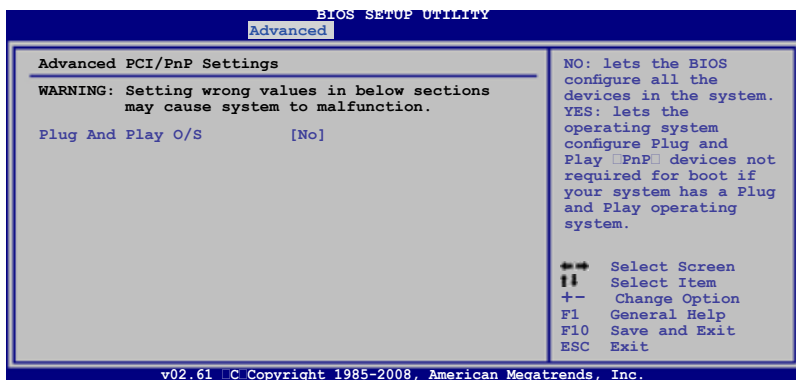 BIOS SETUP UTILITY
Advanced
Advanced PCI/PnP Settings
WARNING: Setting wrong values in below sections
may cause system to malfunction.
Plug And Play O/S [No]
NO: lets the BIOS
configure all the
devices in the system.
YES: lets the
operating system
configure Plug and
Play □PnP□ devices not
required for boot if
your system has a Plug
and Play operating
system.
←→ Select Screen
↑↓ Select Item
+- Change Option
F1 General Help
F10 Save and Exit
ESC Exit
v02.61 □C□Copyright 1985-2008, American Megatrends, Inc.